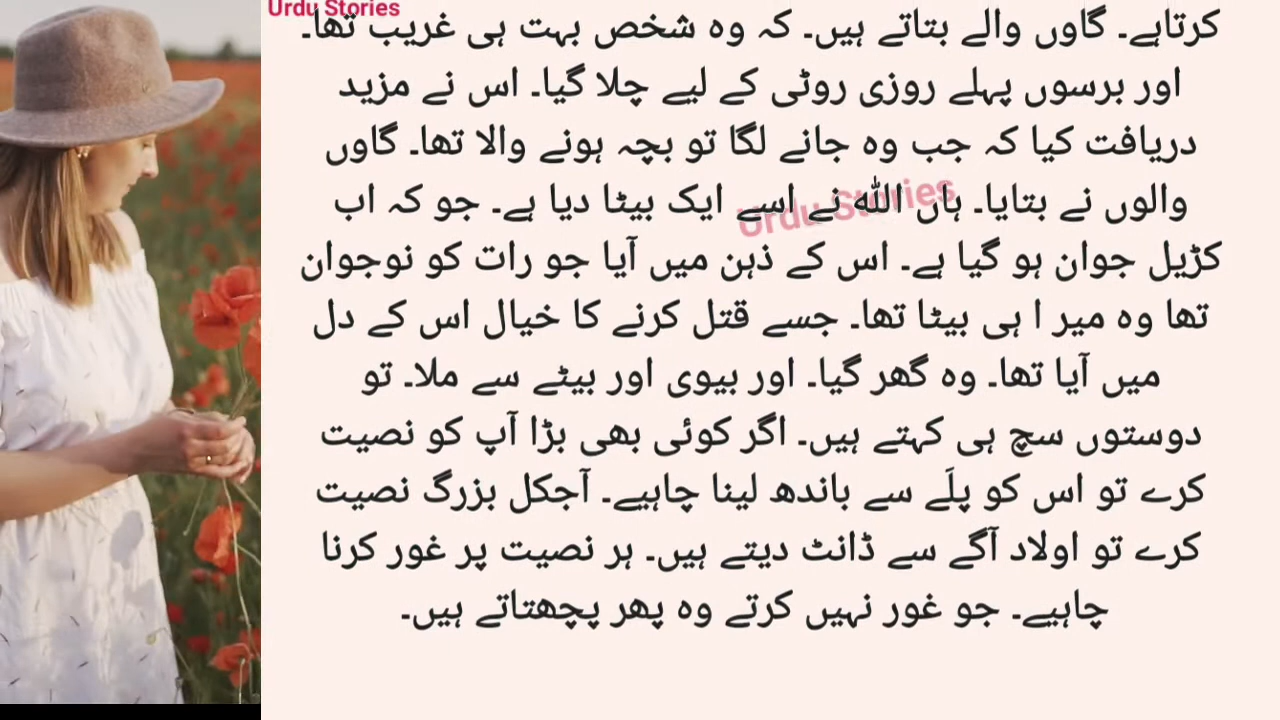 Urdu Stories
کرتاہے۔ گاوں والے بتاتے ہیں۔ کہ وہ شخص بہت ہی غریب تھا۔
اور برسوں پہلے روزی روٹی کے لیے چلا گیا۔ اس نے مزید
دریافت کیا کہ جب وہ جانے لگا تو بچہ ہونے والا تھا۔ گاوں
والوں نے بتایا۔ ہاں اللہ نے اسے ایک بیٹا دیا ہے۔ جو کہ اب
Urdu Stories
کڑیل جوان ہو گیا ہے۔ اس کے ذہن میں آیا جو رات کو نوجوان
تھا وہ میر ا ہی بیٹا تھا۔ جسے قتل کرنے کا خیال اس کے دل
میں آیا تھا۔ وہ گھر گیا۔ اور بیوی اور بیٹے سے ملا۔ تو
دوستوں سچ ہی کہتے ہیں۔ اگر کوئی بھی بڑا آپ کو نصیت
کرے تو اس کو پلَے سے باندھ لینا چاہیے۔ آجکل بزرگ نصیت
کرے تو اولاد آگے سے ڈانٹ دیتے ہیں۔ ہر نصیت پر غور کرنا
چاہیے۔ جو غور نہیں کرتے وہ پھر پچھتاتے ہیں۔